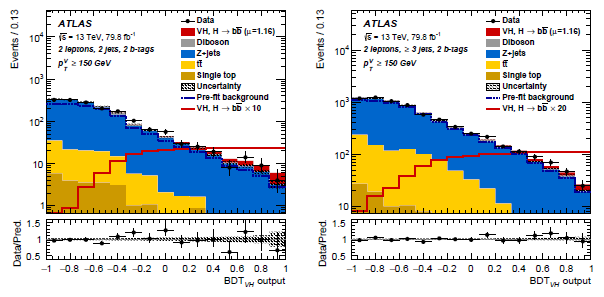 Events / 0.13
10⁴
10³
10²
10
1
ATLAS
√s = 13 TeV, 79.8 fb⁻¹
2 leptons, 2 jets, 2 b-tags
p_T^V ≥ 150 GeV
Data
VH, H → bb̄ (μ=1.16)
Diboson
Z+jets
tt̄
Single top
Uncertainty
Pre-fit background
VH, H → bb̄ × 10
Data/Pred.
1.5
1
0.5
−1 −0.8 −0.6 −0.4 −0.2 0 0.2 0.4 0.6 0.8 1
BDT_VH output
Events / 0.13
10⁴
10³
10²
10
ATLAS
√s = 13 TeV, 79.8 fb⁻¹
2 leptons, ≥ 3 jets, 2 b-tags
p_T^V ≥ 150 GeV
Data
VH, H → bb̄ (μ=1.16)
Diboson
Z+jets
tt̄
Single top
Uncertainty
Pre-fit background
VH, H → bb̄ × 20
Data/Pred.
1.5
1
0.5
−1 −0.8 −0.6 −0.4 −0.2 0 0.2 0.4 0.6 0.8 1
BDT_VH output